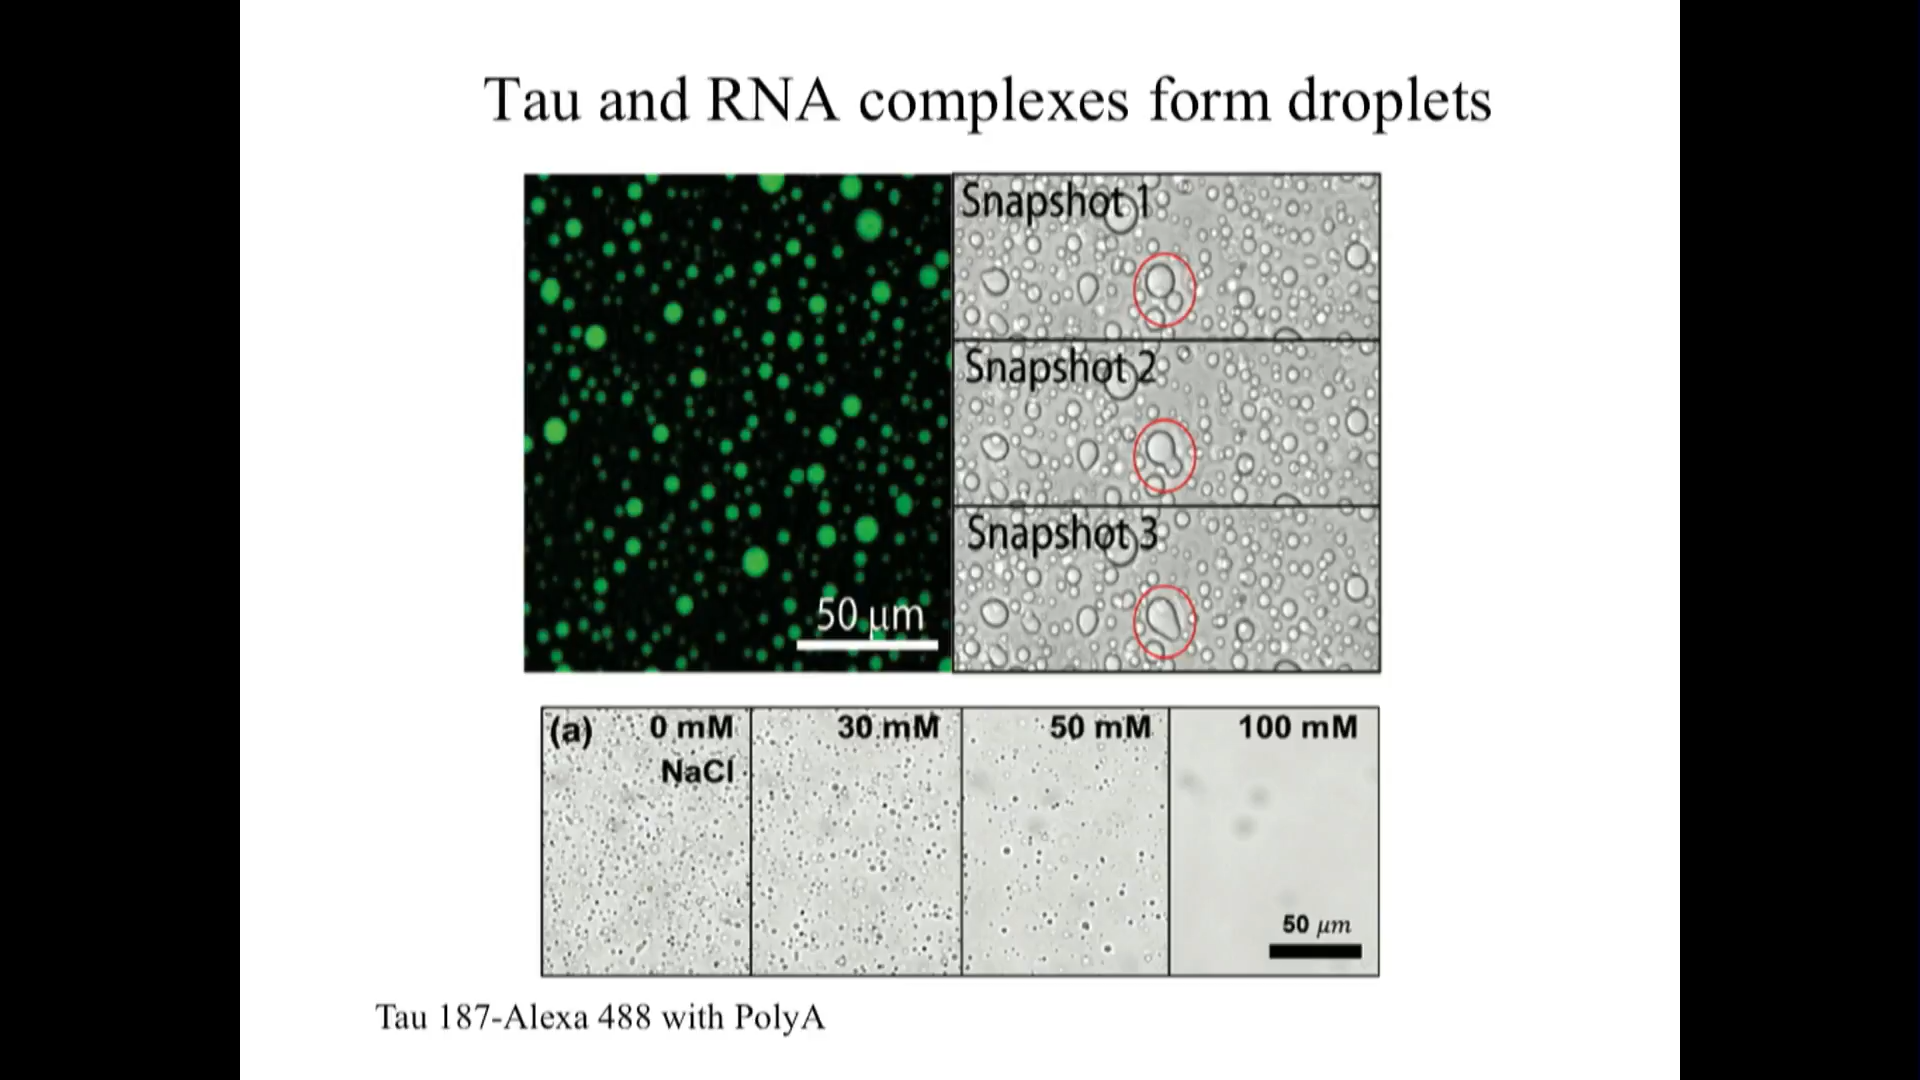 Tau and RNA complexes form droplets
Snapshot 1
Snapshot 2
Snapshot 3
50 μm
(a) 0 mM 30 mM 50 mM 100 mM
NaCl
50 μm
Tau 187-Alexa 488 with PolyA